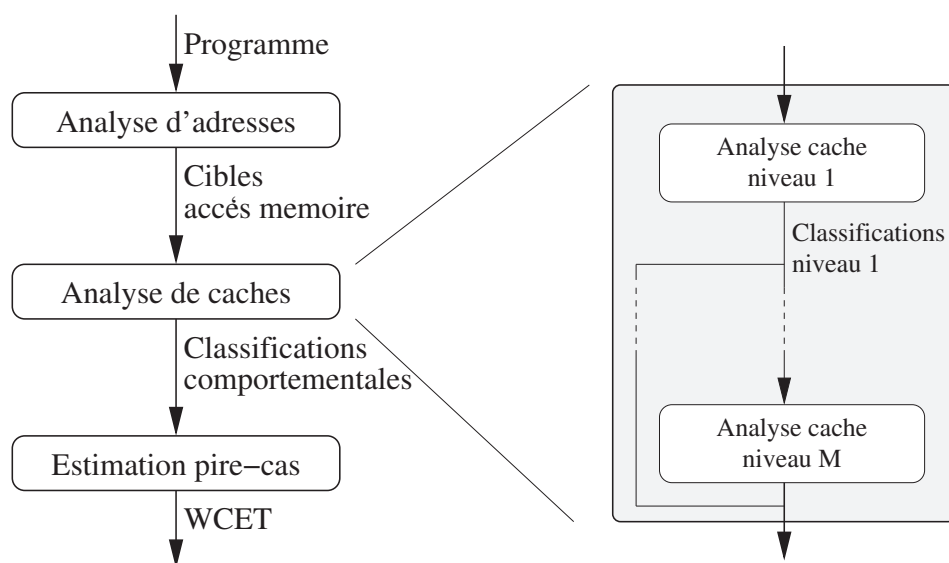 Programme
Analyse d'adresses
Cibles
accés memoire
Analyse de caches
Classifications
comportementales
Estimation pire−cas
WCET
Analyse cache
niveau 1
Classifications
niveau 1
Analyse cache
niveau M